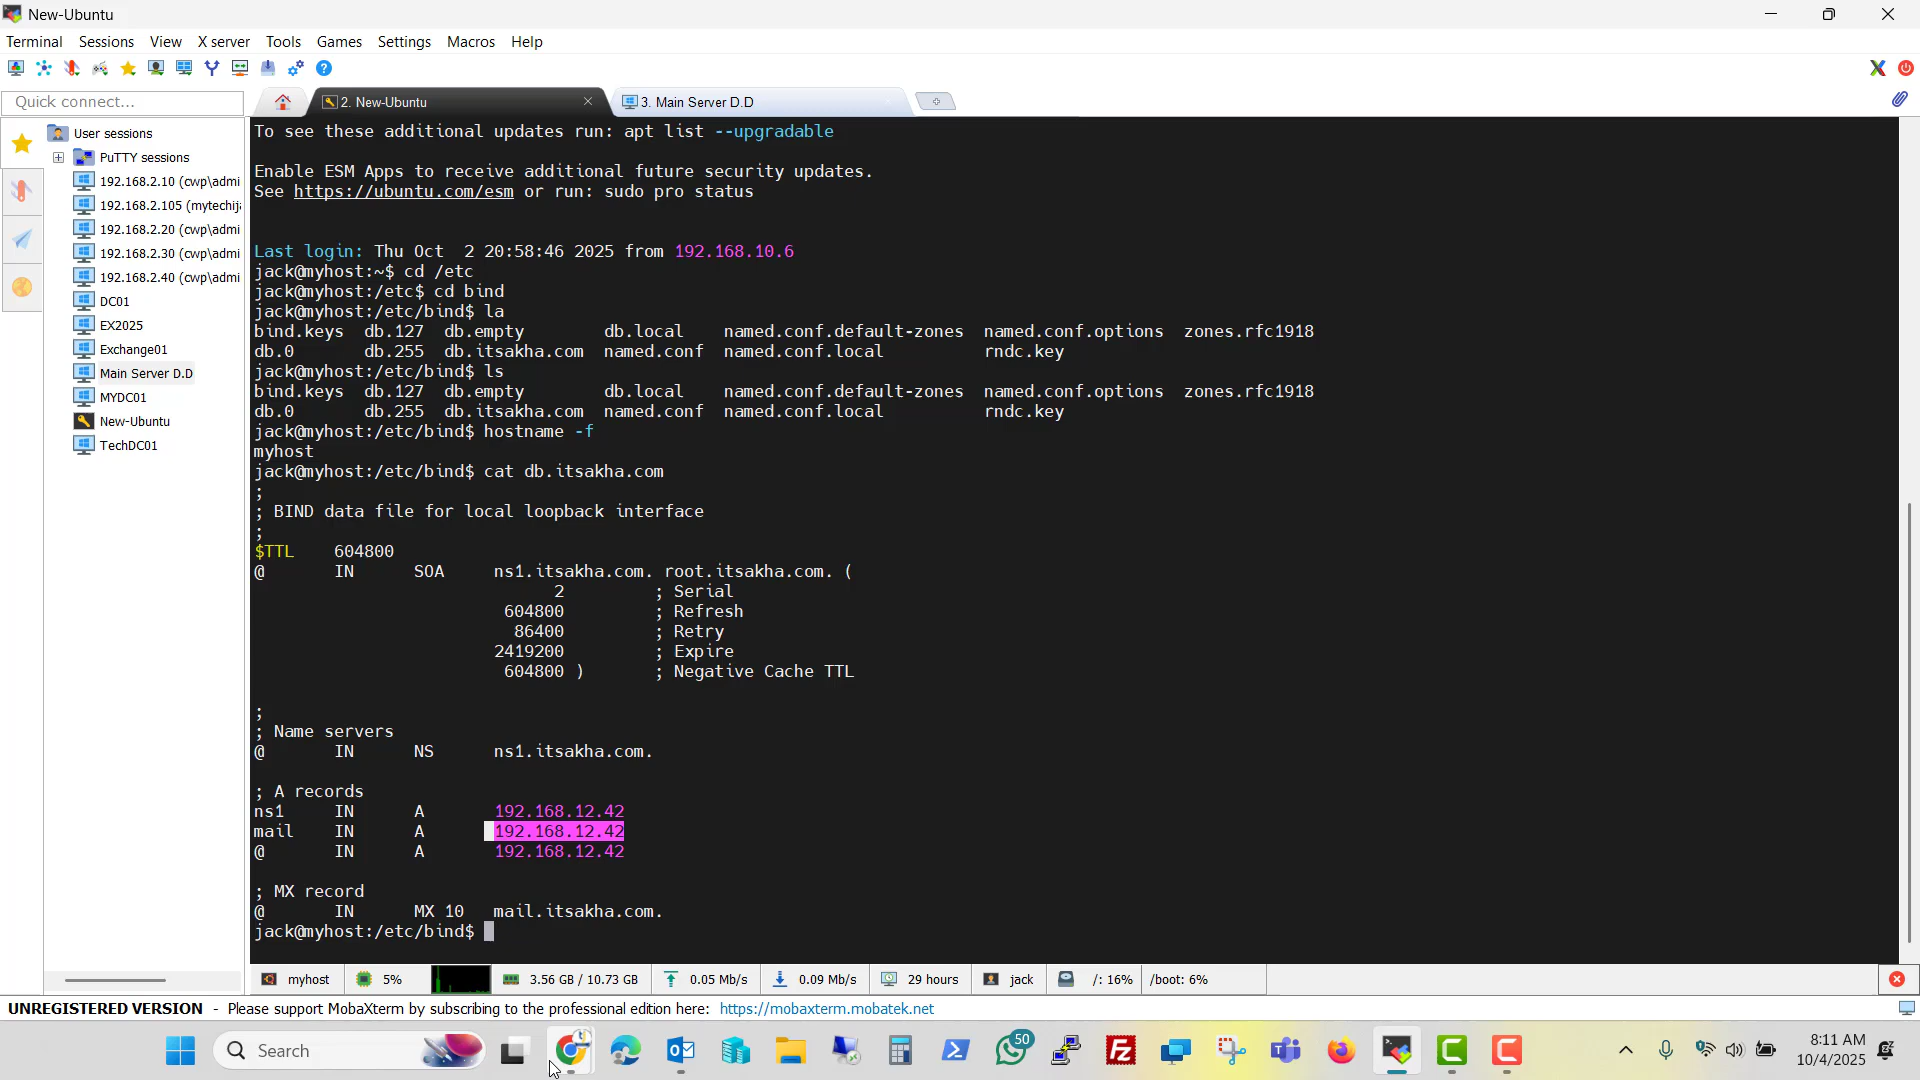 New-Ubuntu
Terminal Sessions View X server Tools Games Settings Macros Help
Quick connect...
2. New-Ubuntu
3. Main Server D.D
User sessions
PuTTY sessions
192.168.2.10 (cwp\admi
192.168.2.105 (mytechij
192.168.2.20 (cwp\admi
192.168.2.30 (cwp\admi
192.168.2.40 (cwp\admi
DC01
EX2025
Exchange01
Main Server D.D
MYDC01
New-Ubuntu
TechDC01
To see these additional updates run: apt list --upgradable
Enable ESM Apps to receive additional future security updates.
See https://ubuntu.com/esm or run: sudo pro status
Last login: Thu Oct  2 20:58:46 2025 from 192.168.10.6
jack@myhost:~$ cd /etc
jack@myhost:/etc$ cd bind
jack@myhost:/etc/bind$ la
bind.keys  db.127  db.empty        db.local    named.conf.default-zones  named.conf.options  zones.rfc1918
db.0       db.255  db.itsakha.com  named.conf  named.conf.local          rndc.key
jack@myhost:/etc/bind$ ls
bind.keys  db.127  db.empty        db.local    named.conf.default-zones  named.conf.options  zones.rfc1918
db.0       db.255  db.itsakha.com  named.conf  named.conf.local          rndc.key
jack@myhost:/etc/bind$ hostname -f
myhost
jack@myhost:/etc/bind$ cat db.itsakha.com
;
; BIND data file for local loopback interface
;
$TTL    604800
@       IN      SOA     ns1.itsakha.com. root.itsakha.com. (
                              2         ; Serial
                         604800         ; Refresh
                          86400         ; Retry
                        2419200         ; Expire
                         604800 )       ; Negative Cache TTL
;
; Name servers
@       IN      NS      ns1.itsakha.com.
; A records
ns1     IN      A       192.168.12.42
mail    IN      A       192.168.12.42
@       IN      A       192.168.12.42
; MX record
@       IN      MX 10   mail.itsakha.com.
jack@myhost:/etc/bind$
myhost 5% 3.56 GB / 10.73 GB 0.05 Mb/s 0.09 Mb/s 29 hours jack /: 16% /boot: 6%
UNREGISTERED VERSION - Please support MobaXterm by subscribing to the professional edition here: https://mobaxterm.mobatek.net
Search
50
8:11 AM
10/4/2025